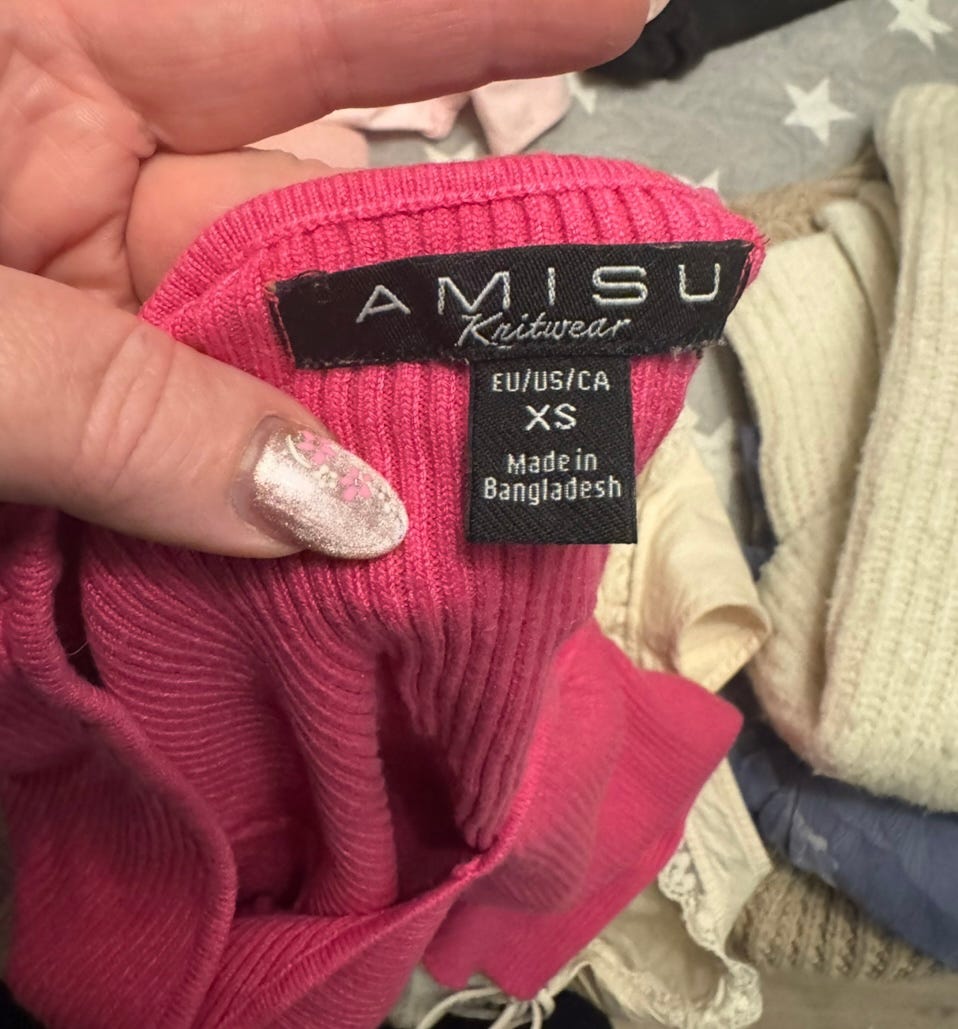 AMISU
Knitwear
EU/US/CA
XS
Made in
Bangladesh